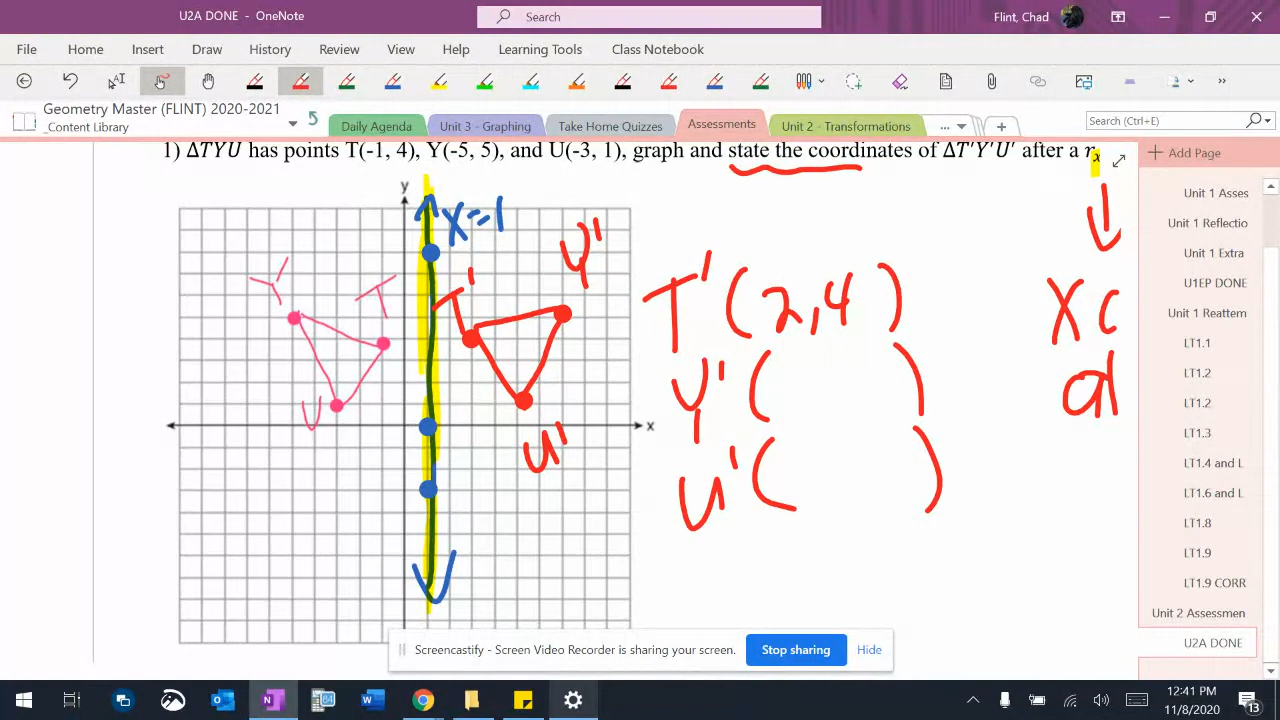 U2A DONE - OneNote
Search
Flint, Chad
File Home Insert Draw History Review View Help Learning Tools Class Notebook
Geometry Master (FLINT) 2020-2021
_Content Library
Daily Agenda
Unit 3 - Graphing
Take Home Quizzes
Assessments
Unit 2 - Transformations
...
+
Search (Ctrl+E)
1) ΔTYU has points T(-1, 4), Y(-5, 5), and U(-3, 1), graph and state the coordinates of ΔT'Y'U' after a rx
Add Page
Unit 1 Asses
Unit 1 Reflectio
Unit 1 Extra
U1EP DONE
Unit 1 Reattem
LT1.1
LT1.2
LT1.2
LT1.3
LT1.4 and L
LT1.6 and L
LT1.8
LT1.9
LT1.9 CORR
Unit 2 Assessmen
U2A DONE
y
x
X=1
Y
T
U
T'
Y'
U'
T' (2,4)
Y' ( )
U' ( )
Screencastify - Screen Video Recorder is sharing your screen.
Stop sharing
Hide
12:41 PM
11/8/2020
13